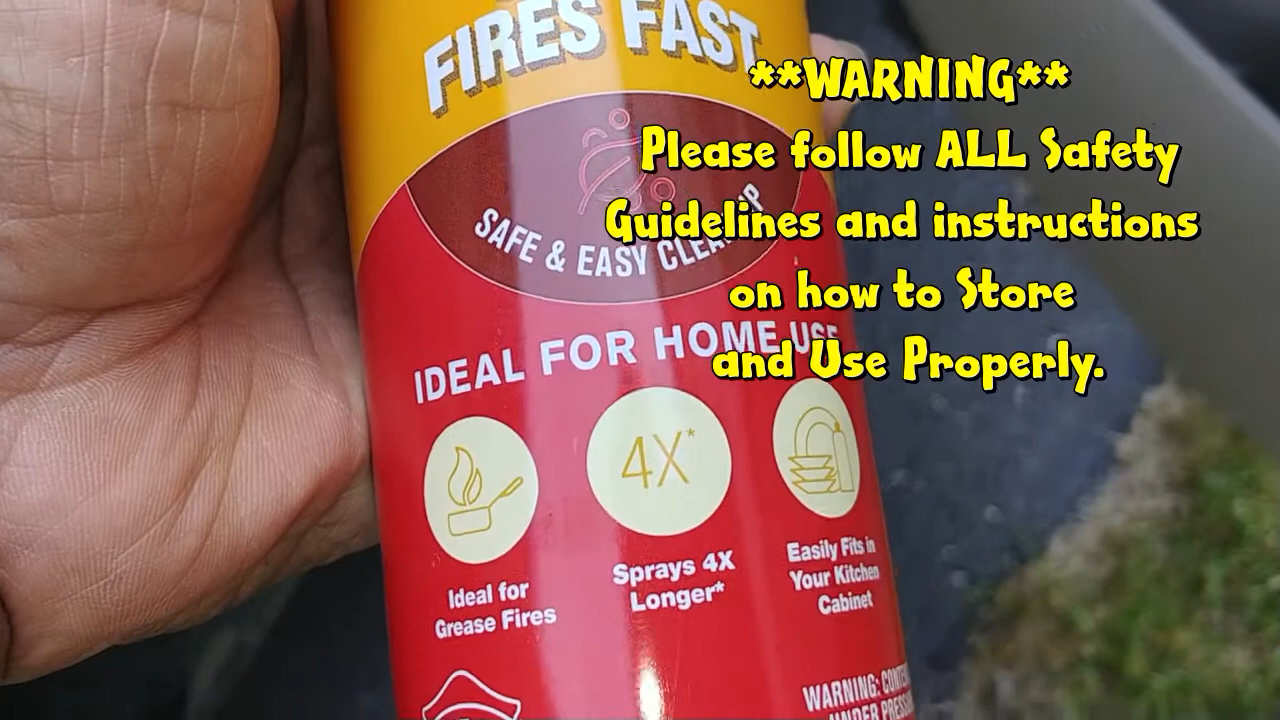 FIRES FAST
**WARNING**
Please follow ALL Safety
Guidelines and instructions
on how to Store
and Use Properly.
SAFE & EASY
IDEAL FOR HOME USE
4X*
Ideal for
Grease Fires
Sprays 4X
Longer*
Easily Fits in
Your Kitchen
Cabinet
WARNING:
UNDER